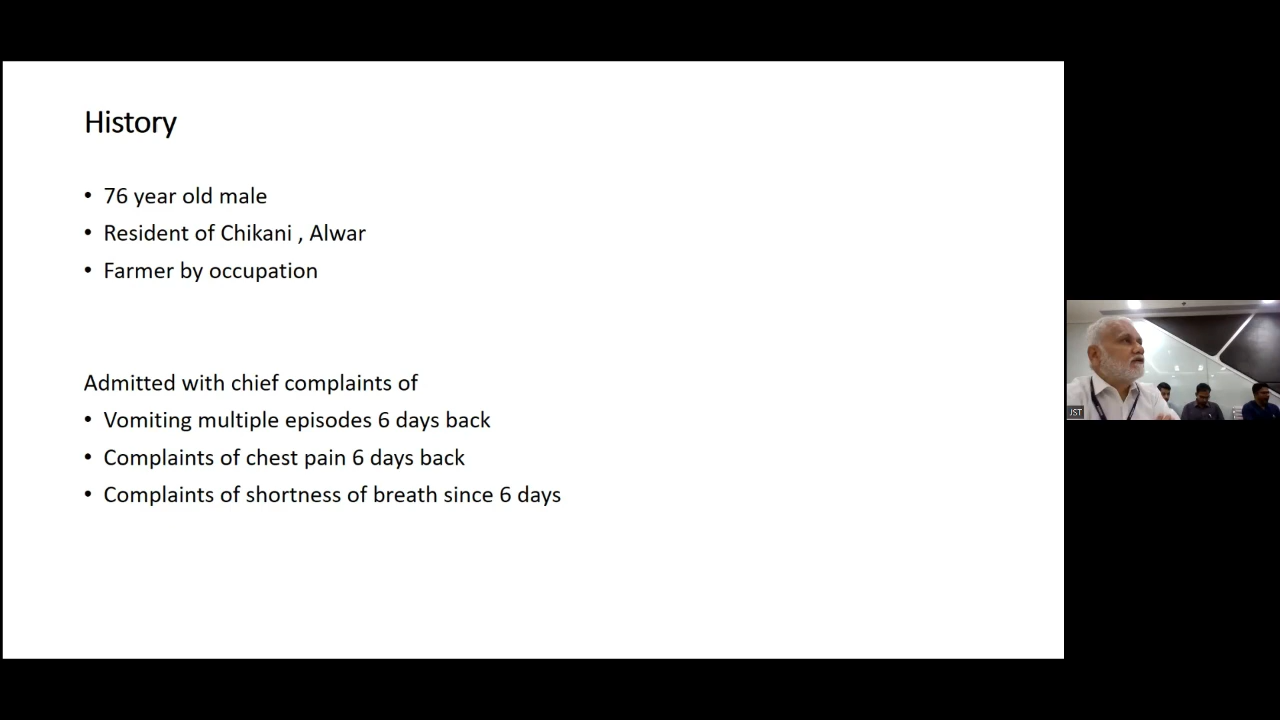 History
• 76 year old male
• Resident of Chikani , Alwar
• Farmer by occupation
Admitted with chief complaints of
• Vomiting multiple episodes 6 days back
• Complaints of chest pain 6 days back
• Complaints of shortness of breath since 6 days
JST